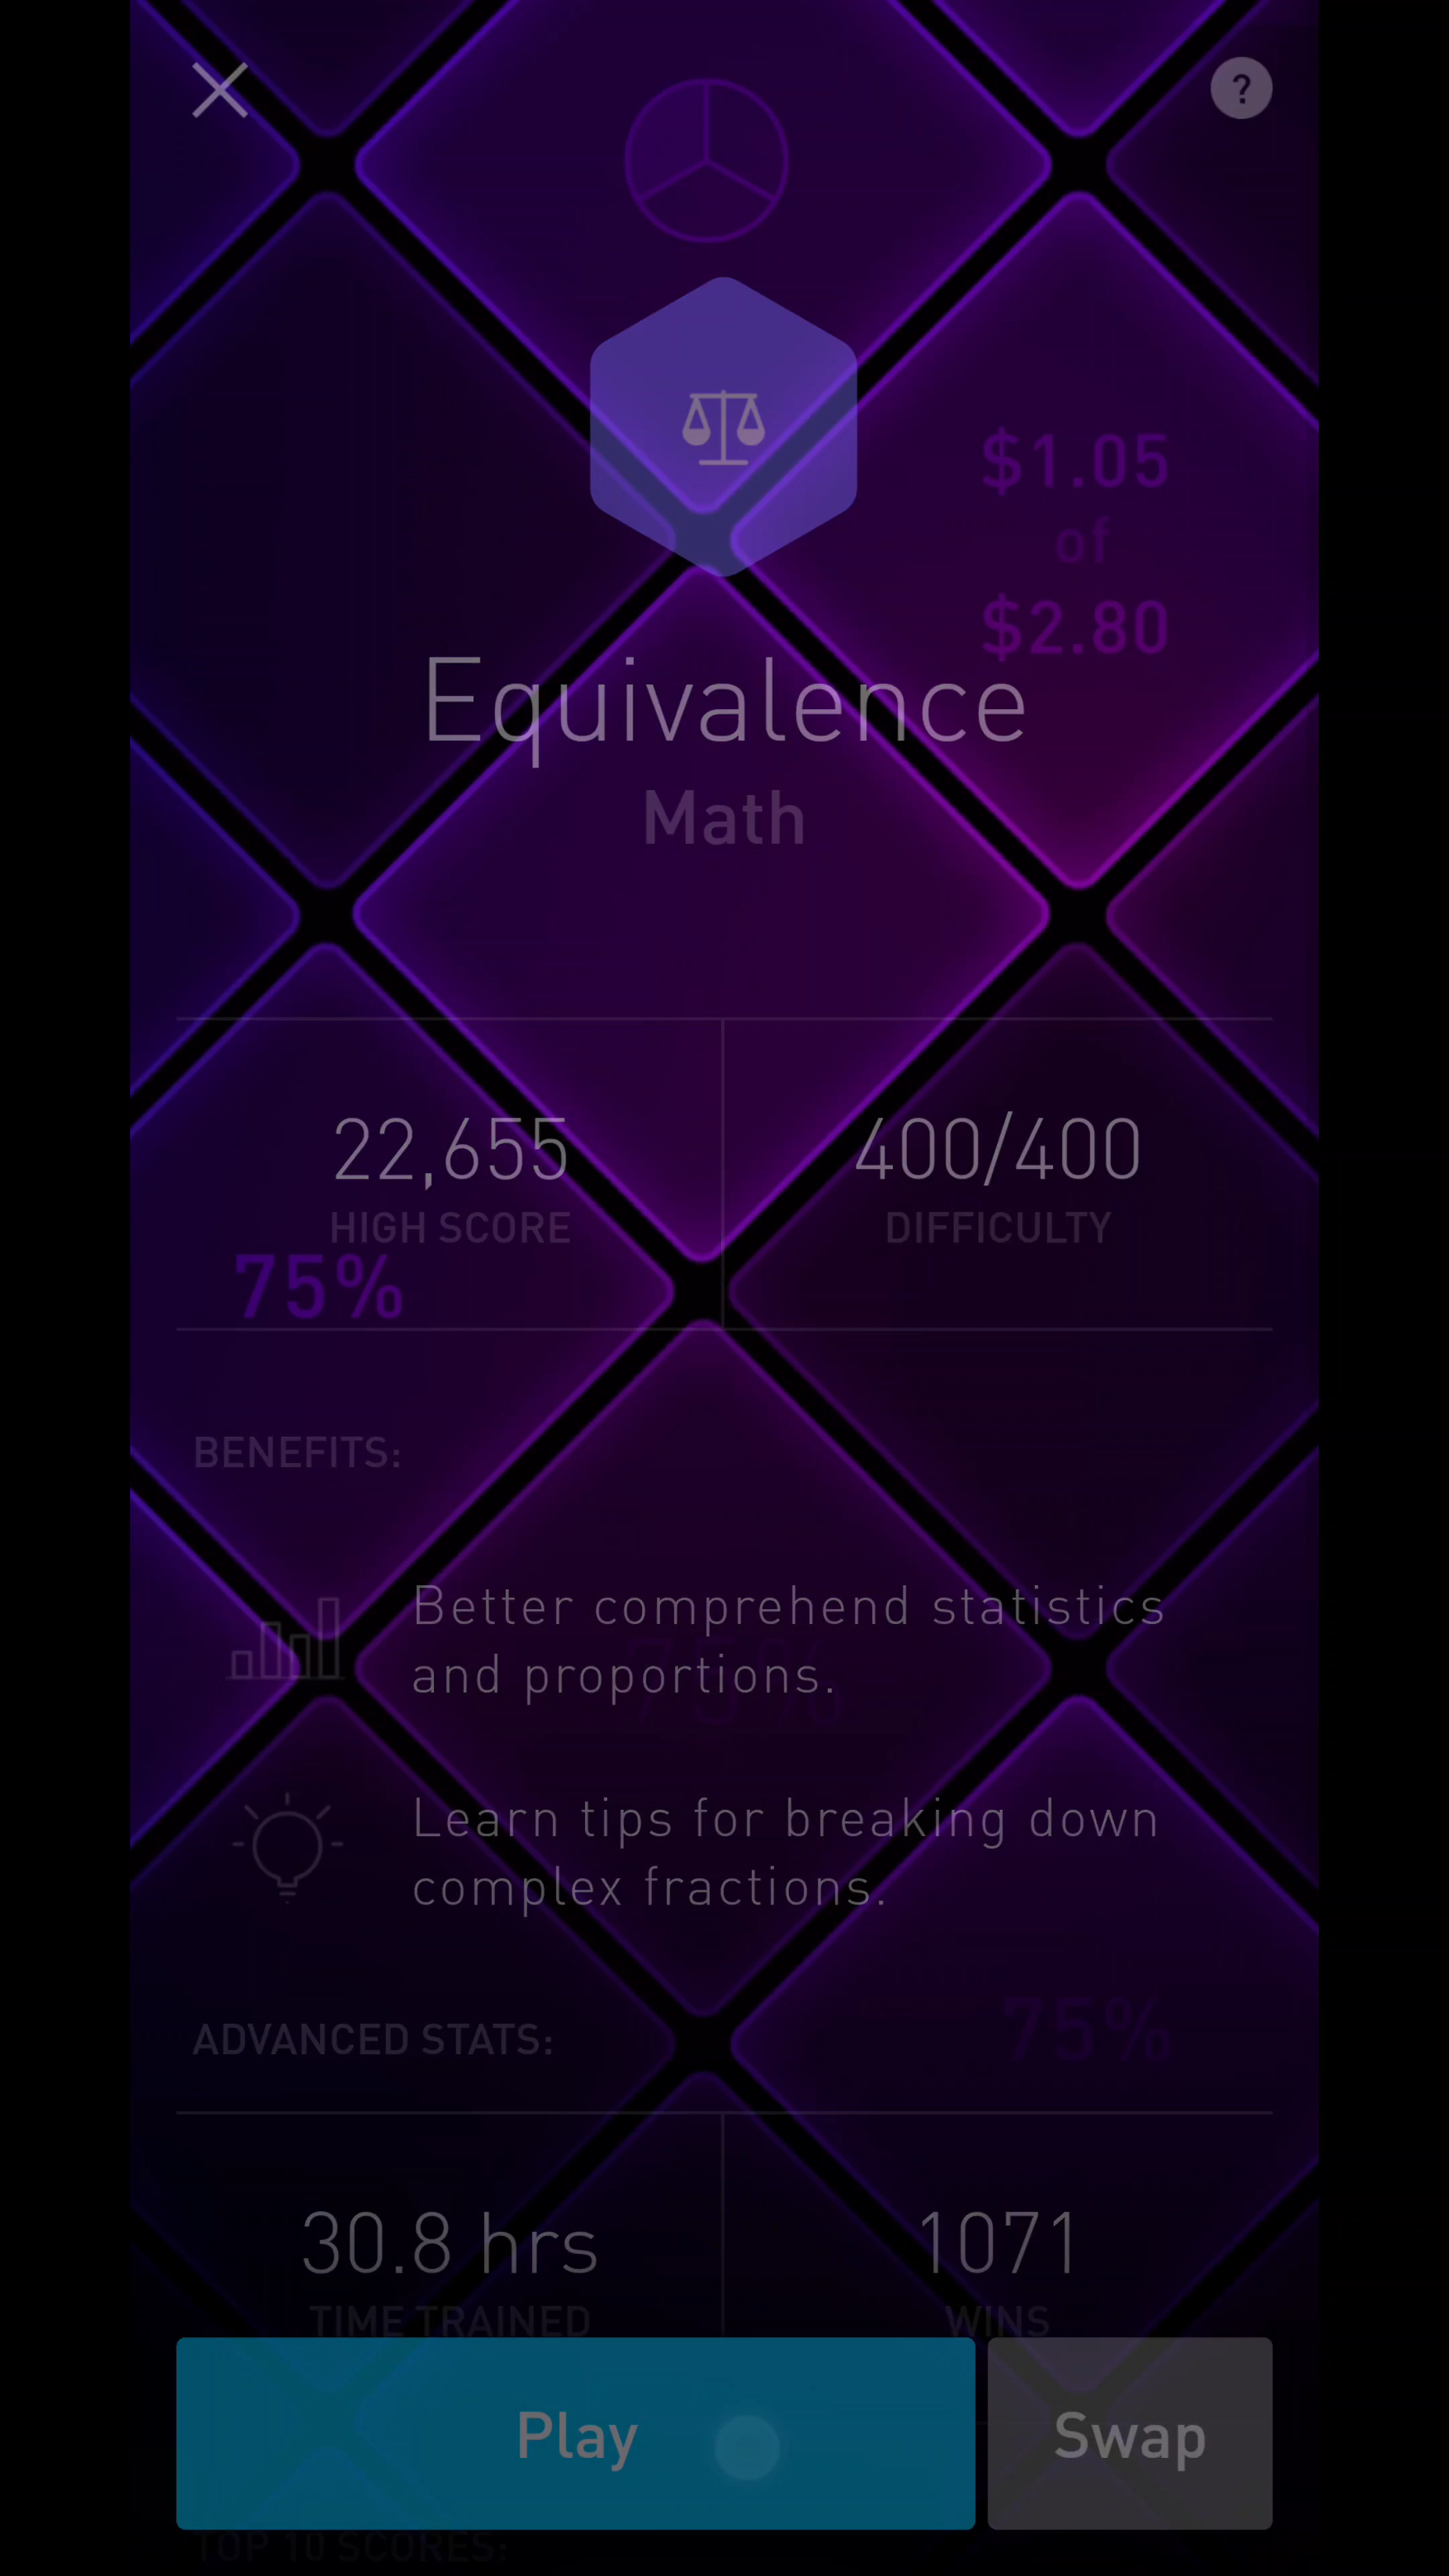 ?
$1.05
of
$2.80
Equivalence
Math
22,655
400/400
HIGH SCORE
DIFFICULTY
75%
BENEFITS:
Better comprehend statistics
and proportions.
75%
Learn tips for breaking down
complex fractions.
75%
ADVANCED STATS:
30.8 hrs
1071
TIME TRAINED
WINS
Play
Swap
TOP 10 SCORES: